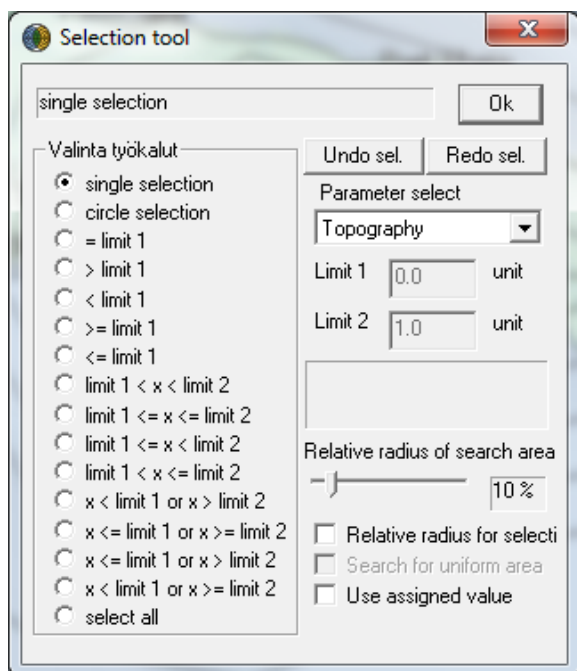 Selection tool
single selection
Ok
Valinta työkalut
single selection
circle selection
= limit 1
> limit 1
< limit 1
>= limit 1
<= limit 1
limit 1 < x < limit 2
limit 1 <= x <= limit 2
limit 1 <= x < limit 2
limit 1 < x <= limit 2
x < limit 1 or x > limit 2
x <= limit 1 or x >= limit 2
x <= limit 1 or x > limit 2
x < limit 1 or x >= limit 2
select all
Undo sel. Redo sel.
Parameter select
Topography
Limit 1 0.0 unit
Limit 2 1.0 unit
Relative radius of search area
10 %
Relative radius for selecti
Search for uniform area
Use assigned value